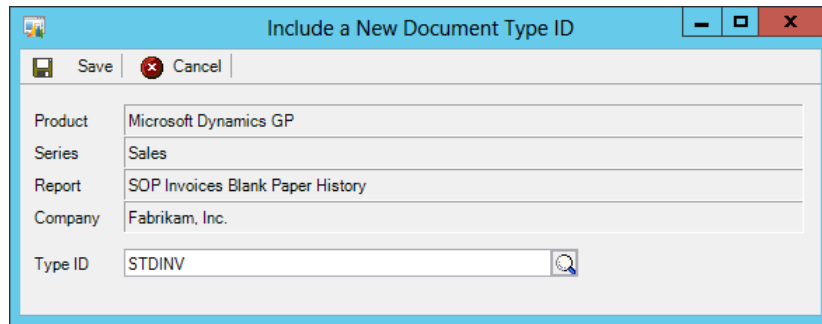 Include a New Document Type ID
Save Cancel
Product Microsoft Dynamics GP
Series Sales
Report SOP Invoices Blank Paper History
Company Fabrikam, Inc.
Type ID STDINV